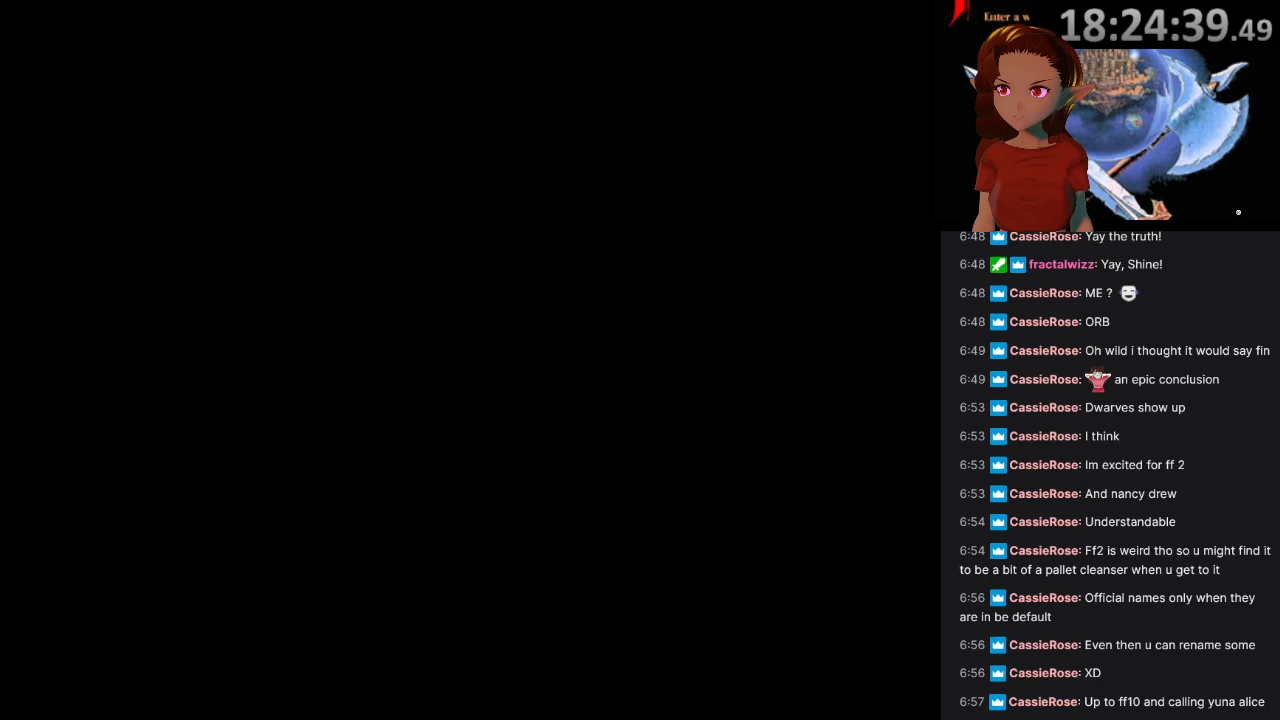 Enter a w
18:24:39.49
6:48 CassieRose: Yay the truth!
6:48 fractalwizz: Yay, Shine!
6:48 CassieRose: ME ?
6:48 CassieRose: ORB
6:49 CassieRose: Oh wild i thought it would say fin
6:49 CassieRose: an epic conclusion
6:53 CassieRose: Dwarves show up
6:53 CassieRose: I think
6:53 CassieRose: Im excited for ff 2
6:53 CassieRose: And nancy drew
6:54 CassieRose: Understandable
6:54 CassieRose: Ff2 is weird tho so u might find it
to be a bit of a pallet cleanser when u get to it
6:56 CassieRose: Official names only when they
are in be default
6:56 CassieRose: Even then u can rename some
6:56 CassieRose: XD
6:57 CassieRose: Up to ff10 and calling yuna alice